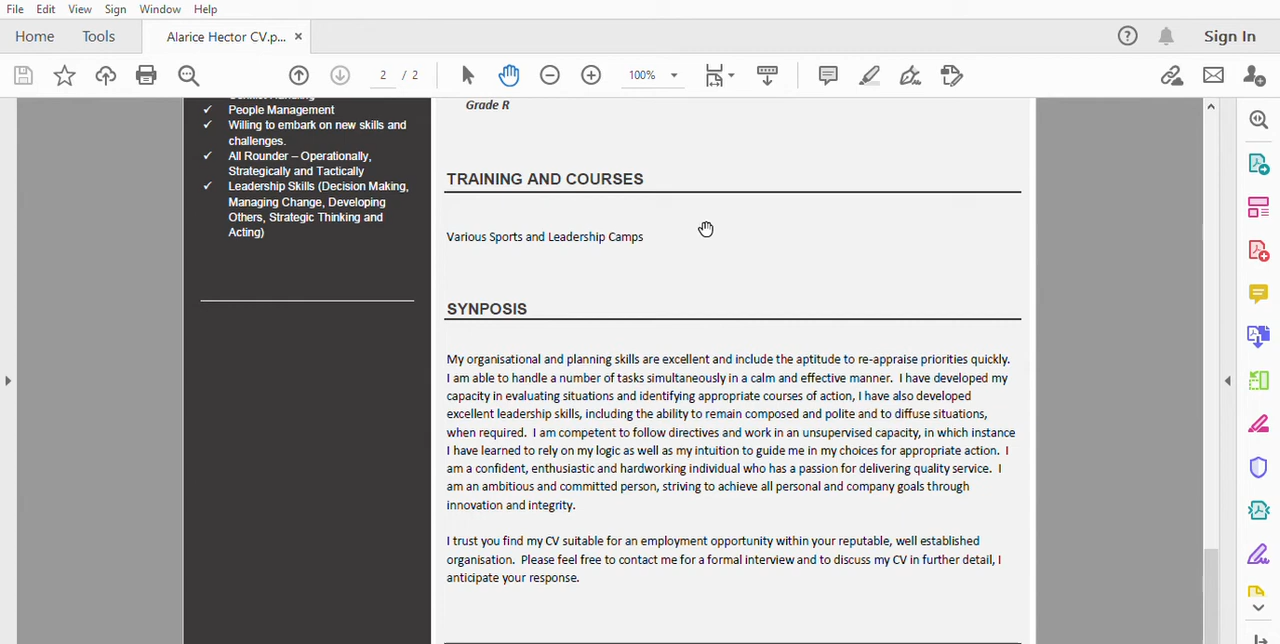 File Edit View Sign Window Help
Home Tools Alarice Hector CV.p... × Sign In
2 / 2 100%
People Management
Willing to embark on new skills and
challenges.
All Rounder – Operationally,
Strategically and Tactically
Leadership Skills (Decision Making,
Managing Change, Developing
Others, Strategic Thinking and
Acting)
Grade R
TRAINING AND COURSES
Various Sports and Leadership Camps
SYNPOSIS
My organisational and planning skills are excellent and include the aptitude to re-appraise priorities quickly.
I am able to handle a number of tasks simultaneously in a calm and effective manner. I have developed my
capacity in evaluating situations and identifying appropriate courses of action, I have also developed
excellent leadership skills, including the ability to remain composed and polite and to diffuse situations,
when required. I am competent to follow directives and work in an unsupervised capacity, in which instance
I have learned to rely on my logic as well as my intuition to guide me in my choices for appropriate action. I
am a confident, enthusiastic and hardworking individual who has a passion for delivering quality service. I
am an ambitious and committed person, striving to achieve all personal and company goals through
innovation and integrity.
I trust you find my CV suitable for an employment opportunity within your reputable, well established
organisation. Please feel free to contact me for a formal interview and to discuss my CV in further detail, I
anticipate your response.